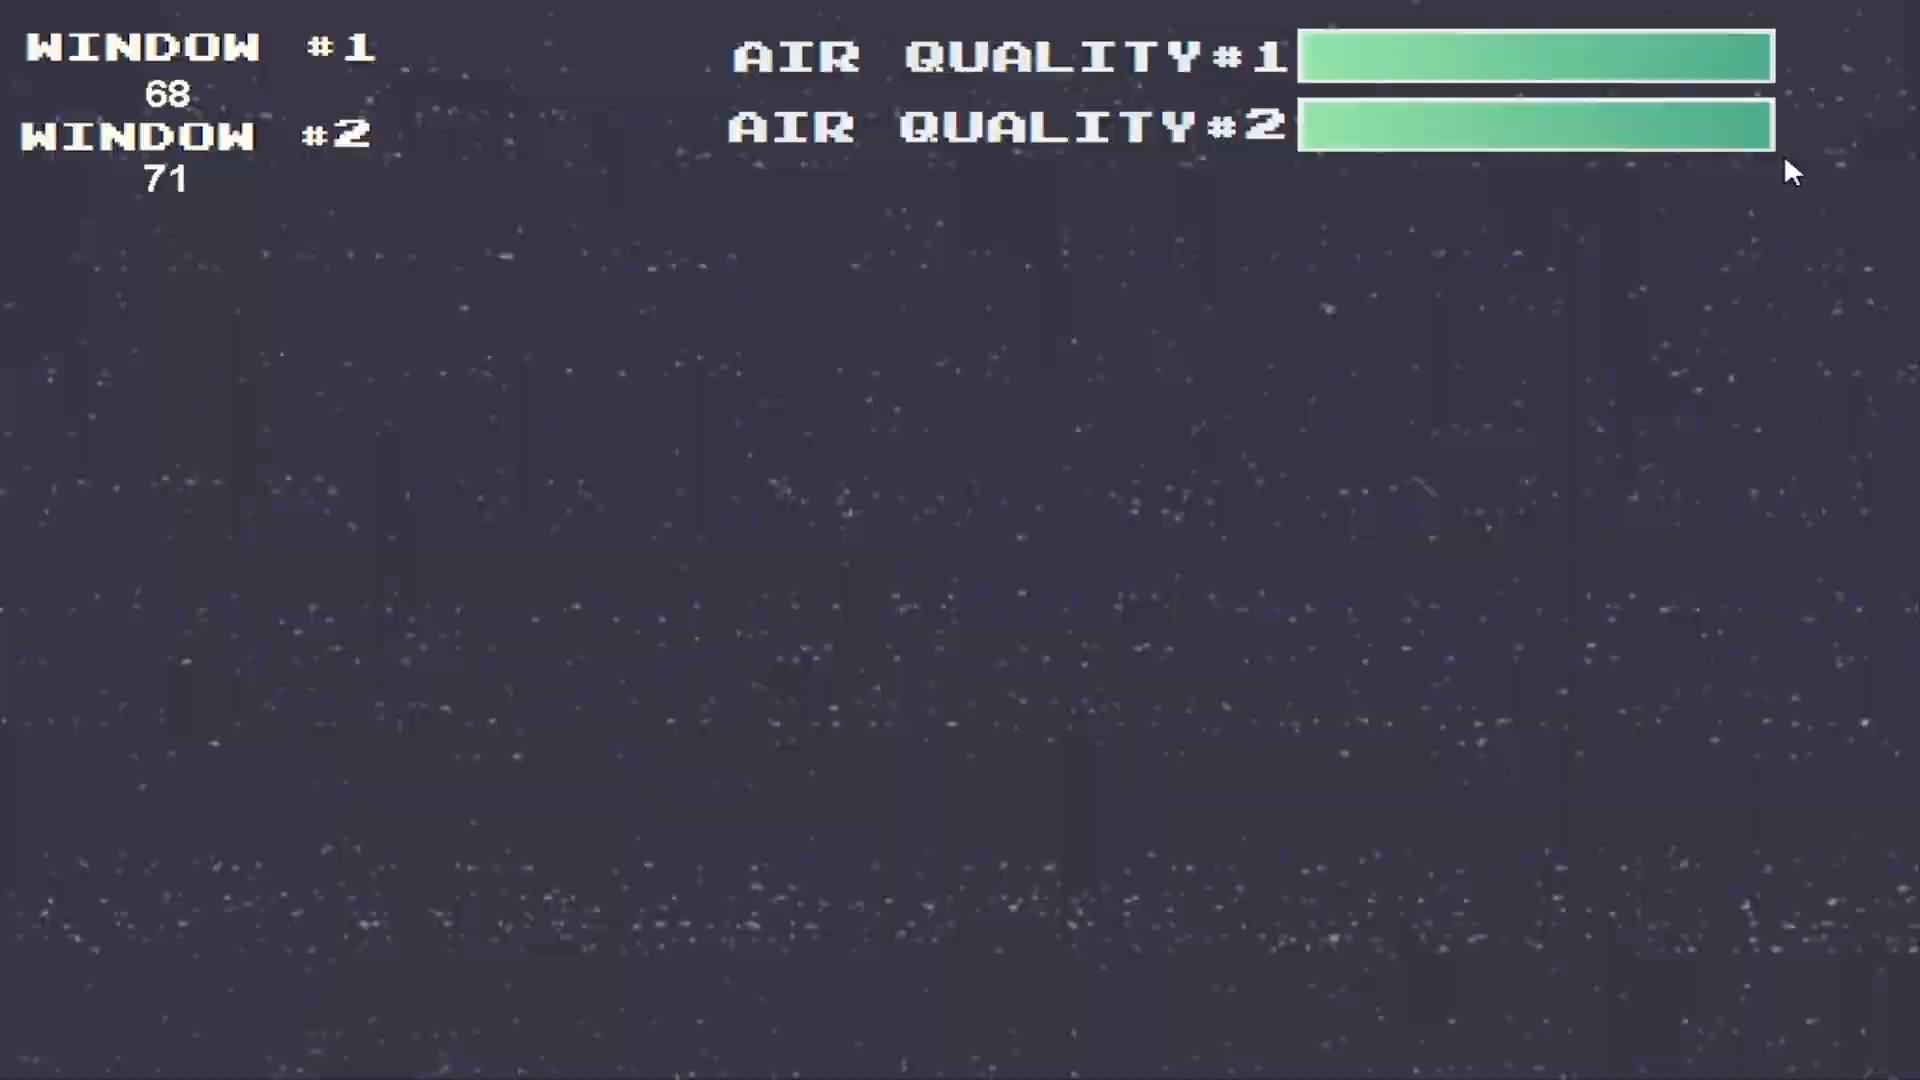 WINDOW #1
68
WINDOW #2
71
AIR QUALITY#1
AIR QUALITY#2